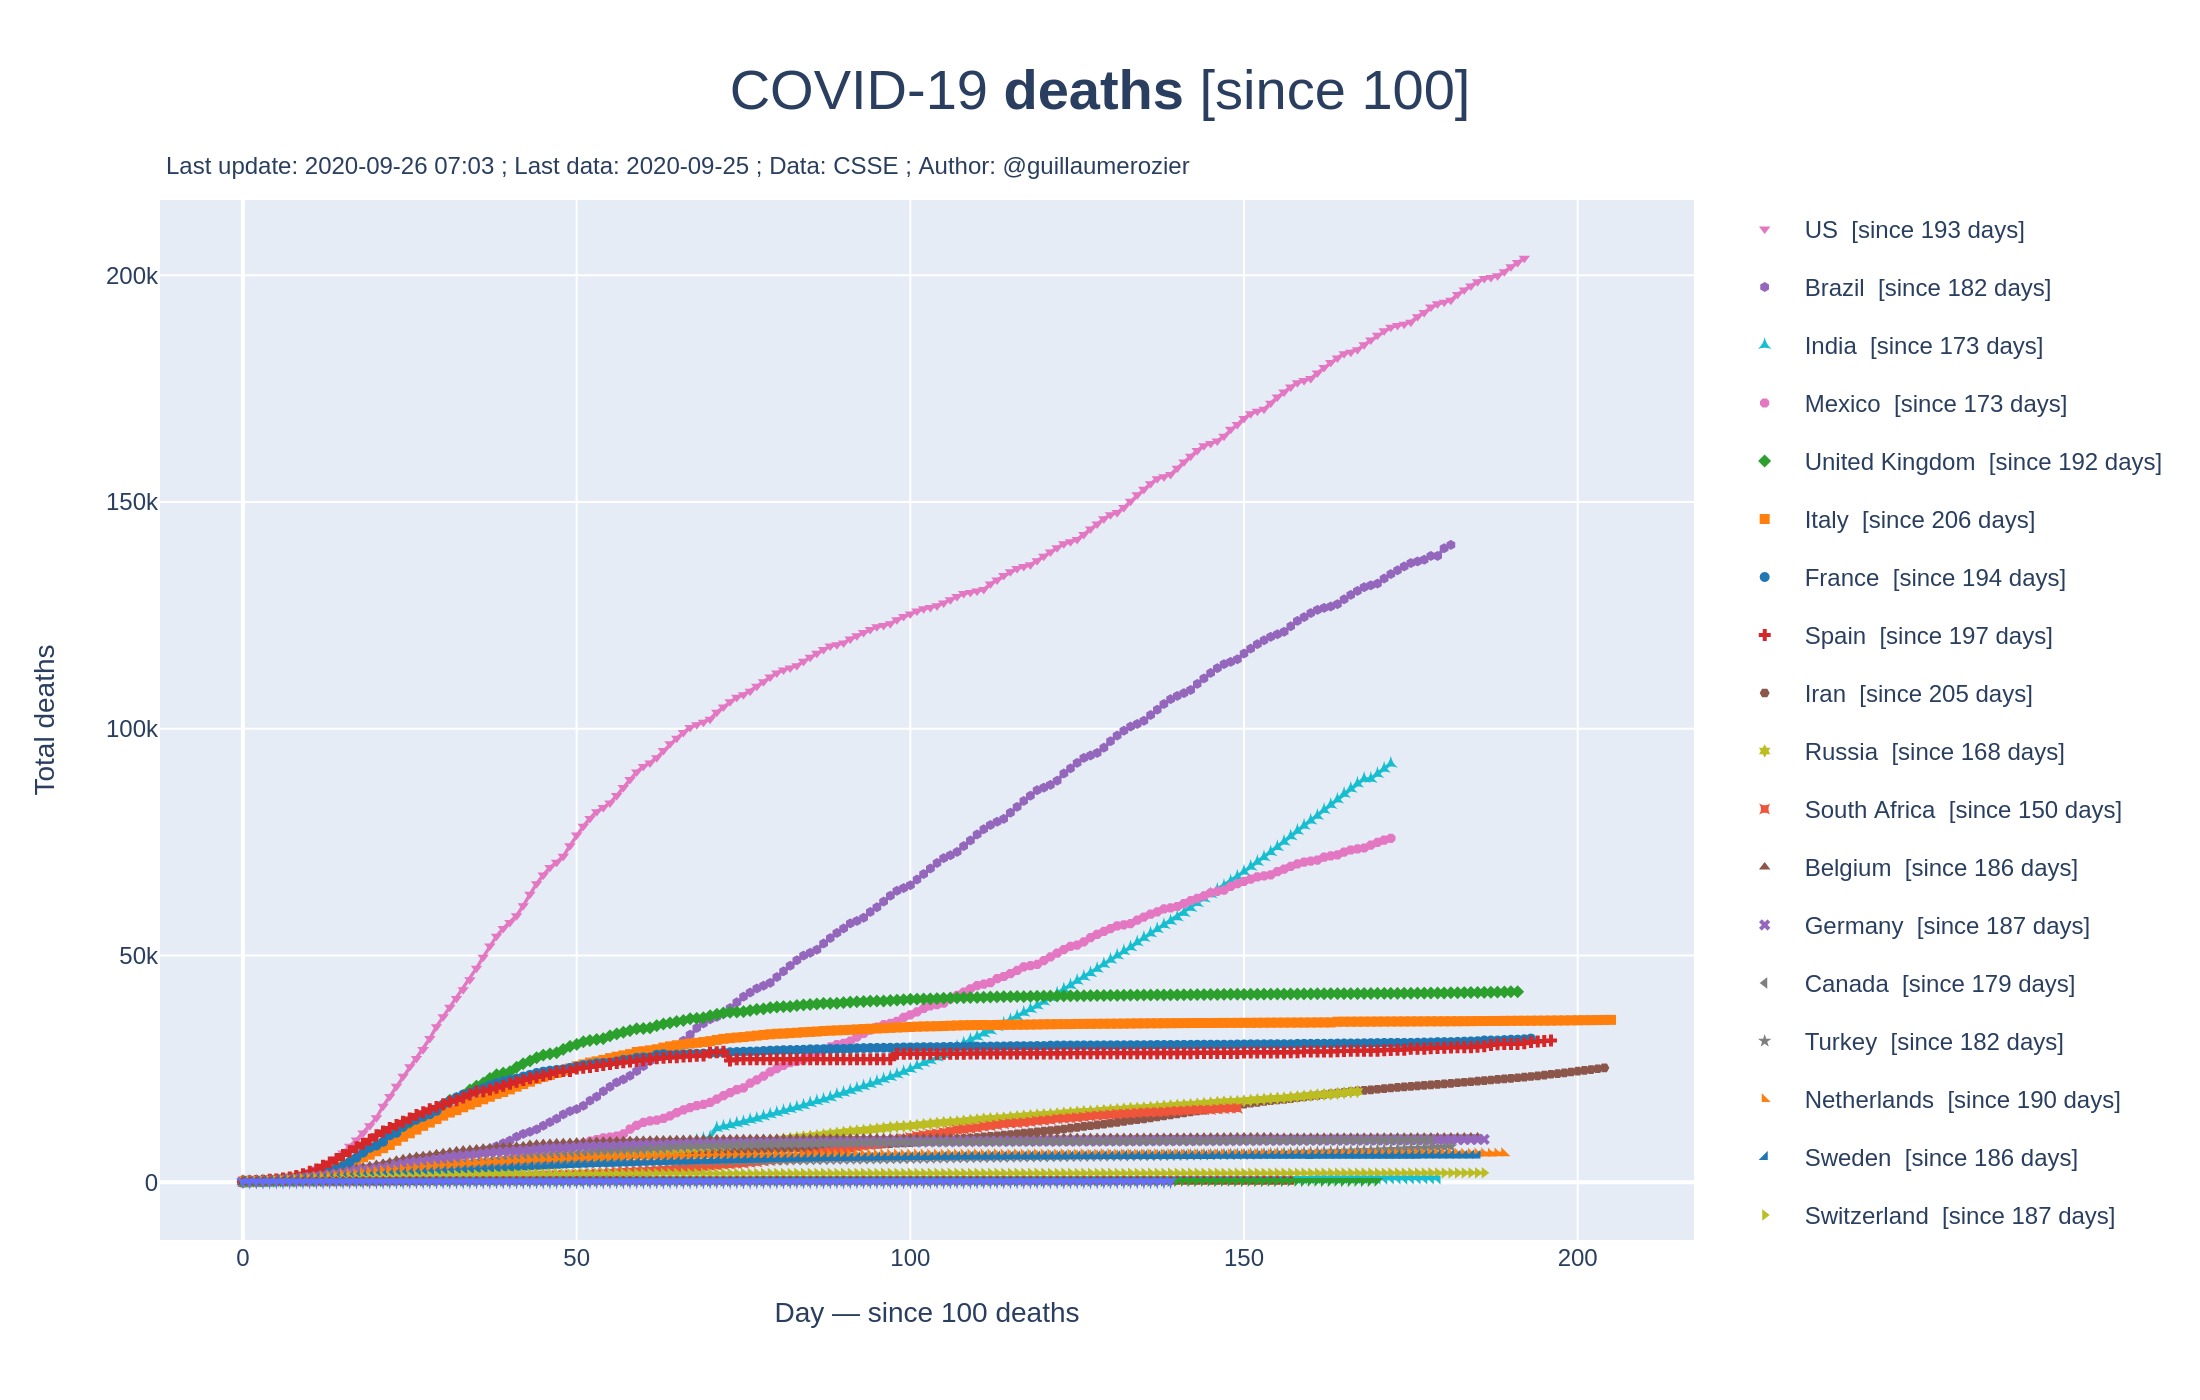 COVID-19 deaths [since 100]
Last update: 2020-09-26 07:03 ; Last data: 2020-09-25 ; Data: CSSE ; Author: @guillaumerozier
Total deaths
200k
150k
100k
50k
0
0 50 100 150 200
Day — since 100 deaths
US [since 193 days]
Brazil [since 182 days]
India [since 173 days]
Mexico [since 173 days]
United Kingdom [since 192 days]
Italy [since 206 days]
France [since 194 days]
Spain [since 197 days]
Iran [since 205 days]
Russia [since 168 days]
South Africa [since 150 days]
Belgium [since 186 days]
Germany [since 187 days]
Canada [since 179 days]
Turkey [since 182 days]
Netherlands [since 190 days]
Sweden [since 186 days]
Switzerland [since 187 days]